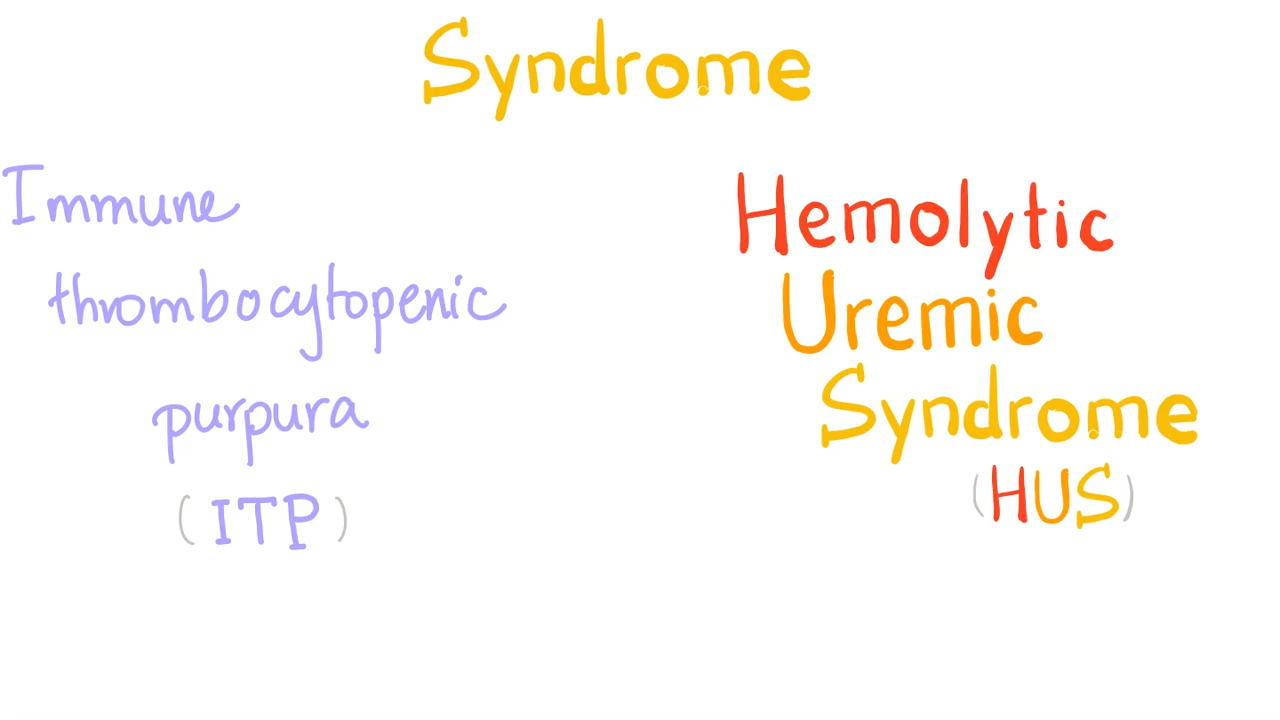 Syndrome
Immune
thrombocytopenic
purpura
(ITP)
Hemolytic
Uremic
Syndrome
(HUS)